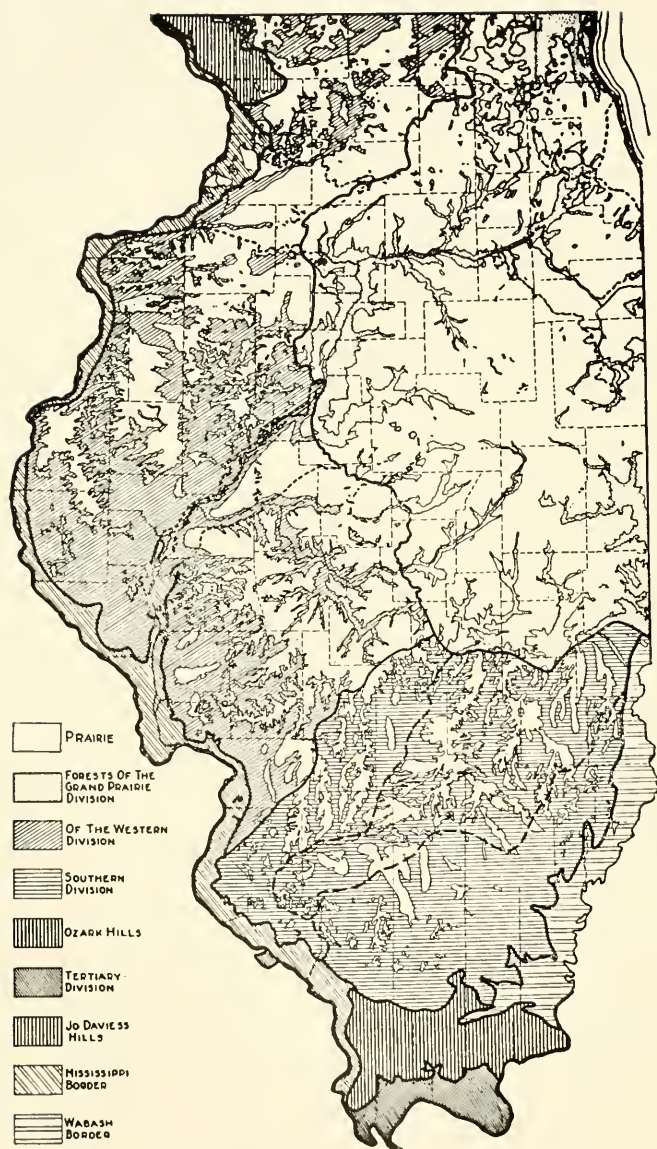 PRAIRIE
FORESTS OF THE
GRAND PRAIRIE
DIVISION
OF THE WESTERN
DIVISION
SOUTHERN
DIVISION
OZARK HILLS
TERTIARY
DIVISION
JO DAVIESS
HILLS
MISSISSIPPI
BORDER
WABASH
BORDER